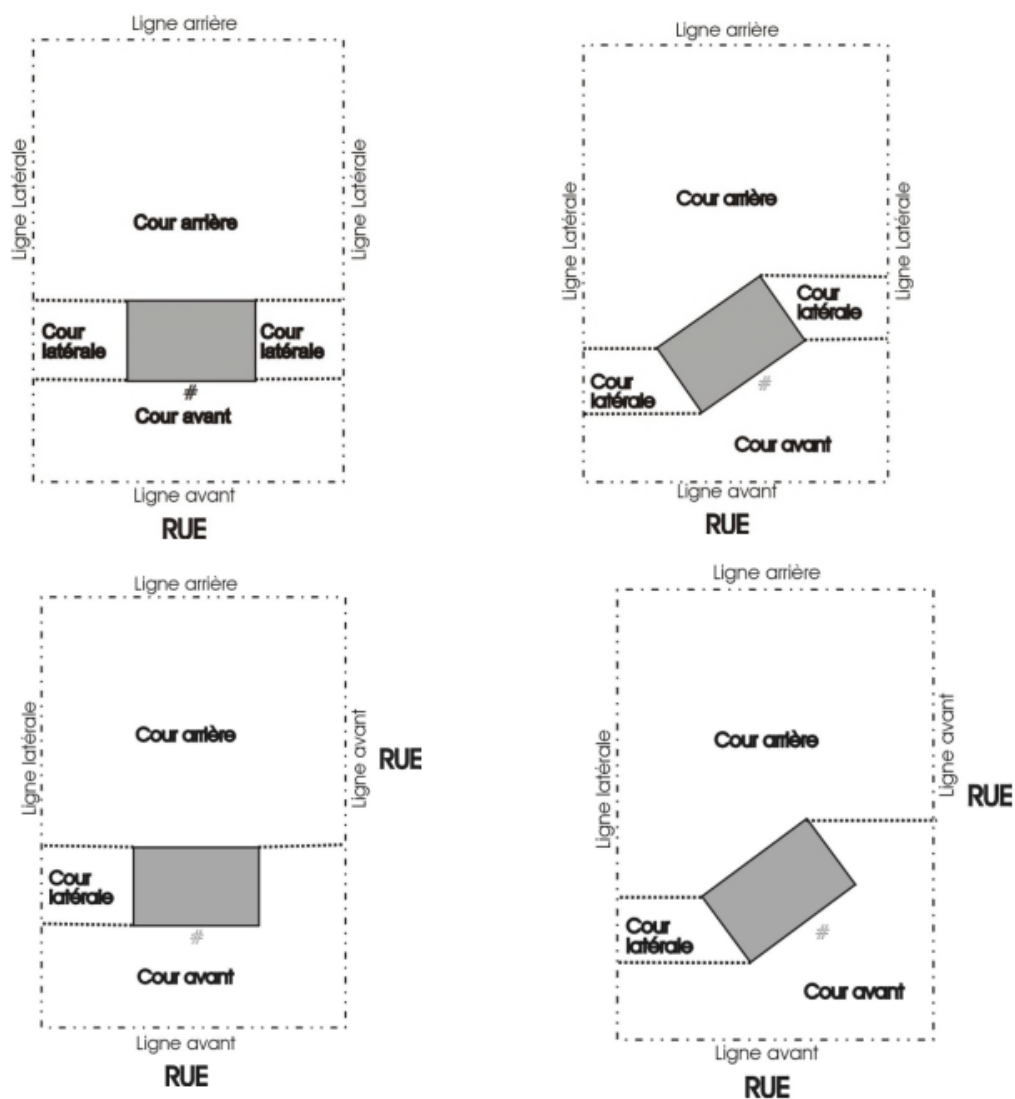 Ligne arrière
Ligne Latérale
Ligne Latérale
Cour arrière
Cour
latérale
Cour
latérale
#
Cour avant
Ligne avant
RUE
Ligne arrière
Ligne Latérale
Ligne Latérale
Cour arrière
Cour
latérale
Cour
latérale
#
Cour avant
Ligne avant
RUE
Ligne arrière
Ligne latérale
Ligne avant
Cour arrière
RUE
Cour
latérale
#
Cour avant
Ligne avant
RUE
Ligne arrière
Ligne latérale
Ligne avant
Cour arrière
RUE
Cour
latérale
#
Cour avant
Ligne avant
RUE